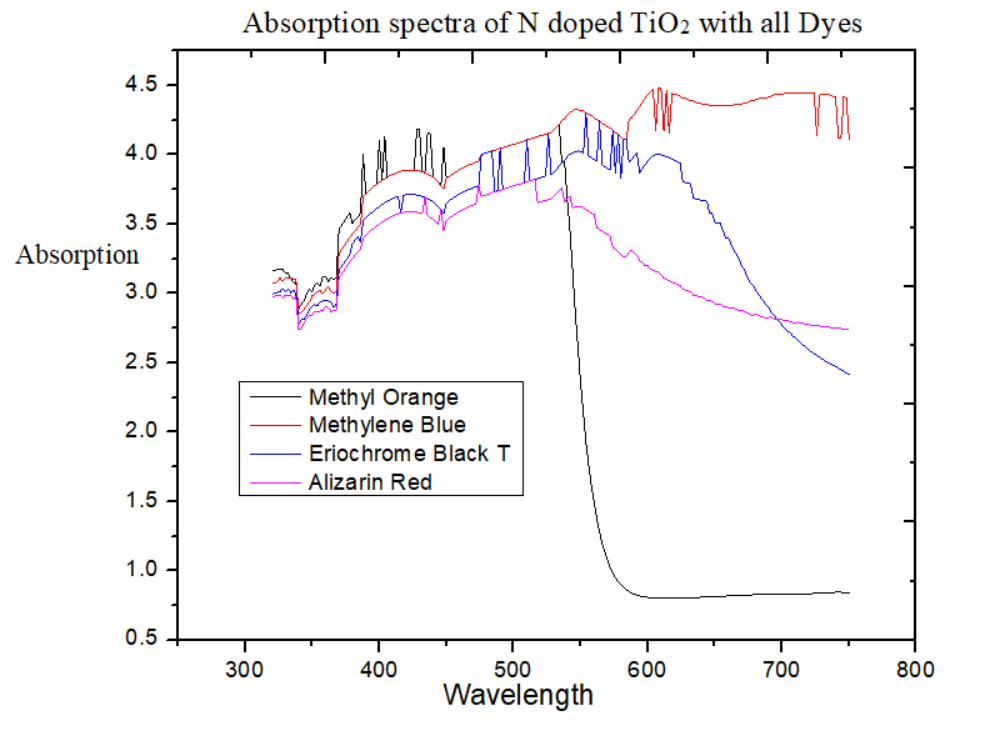 Absorption spectra of N doped TiO₂ with all Dyes
4.5
4.0
3.5
Absorption
3.0
2.5
Methyl Orange
Methylene Blue
2.0
Eriochrome Black T
Alizarin Red
1.5
1.0
0.5
300 400 500 600 700 800
Wavelength